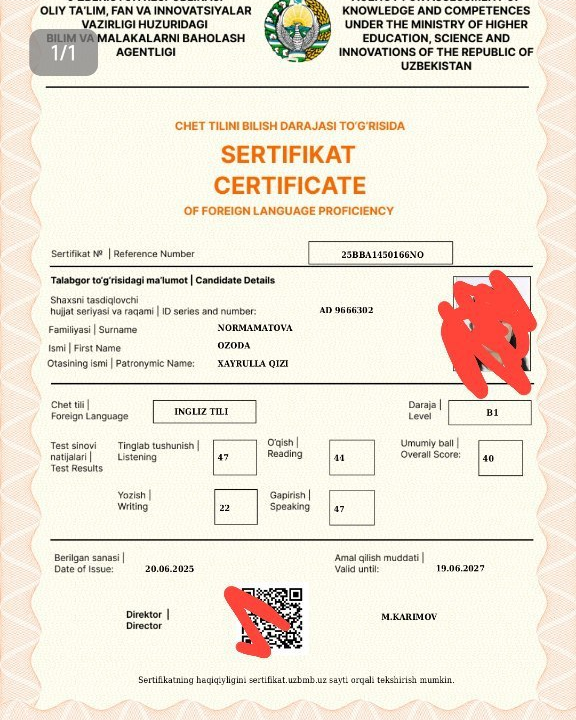 OLIY TA'LIM, FAN VA INNOVATSIYALAR
VAZIRLIGI HUZURIDAGI
BILIM VA MALAKALARNI BAHOLASH
AGENTLIGI
KNOWLEDGE AND COMPETENCES
UNDER THE MINISTRY OF HIGHER
EDUCATION, SCIENCE AND
INNOVATIONS OF THE REPUBLIC OF
UZBEKISTAN
1/1
CHET TILINI BILISH DARAJASI TO'G'RISIDA
SERTIFIKAT
CERTIFICATE
OF FOREIGN LANGUAGE PROFICIENCY
Sertifikat № | Reference Number 25BBA1450166NO
Talabgor to'g'risidagi ma'lumot | Candidate Details
Shaxsni tasdiqlovchi
hujjat seriyasi va raqami | ID series and number: AD 9666302
Familiyasi | Surname NORMAMATOVA
Ismi | First Name OZODA
Otasining ismi | Patronymic Name: XAYRULLA QIZI
Chet tili |
Foreign Language INGLIZ TILI
Daraja |
Level B1
Test sinovi
natijalari |
Test Results
Tinglab tushunish |
Listening 47
O'qish |
Reading 44
Umumiy ball |
Overall Score: 40
Yozish |
Writing 22
Gapirish |
Speaking 47
Berilgan sanasi |
Date of Issue: 20.06.2025
Amal qilish muddati |
Valid until: 19.06.2027
Direktor |
Director
M.KARIMOV
Sertifikatning haqiqiyligini sertifikat.uzbmb.uz sayti orqali tekshirish mumkin.